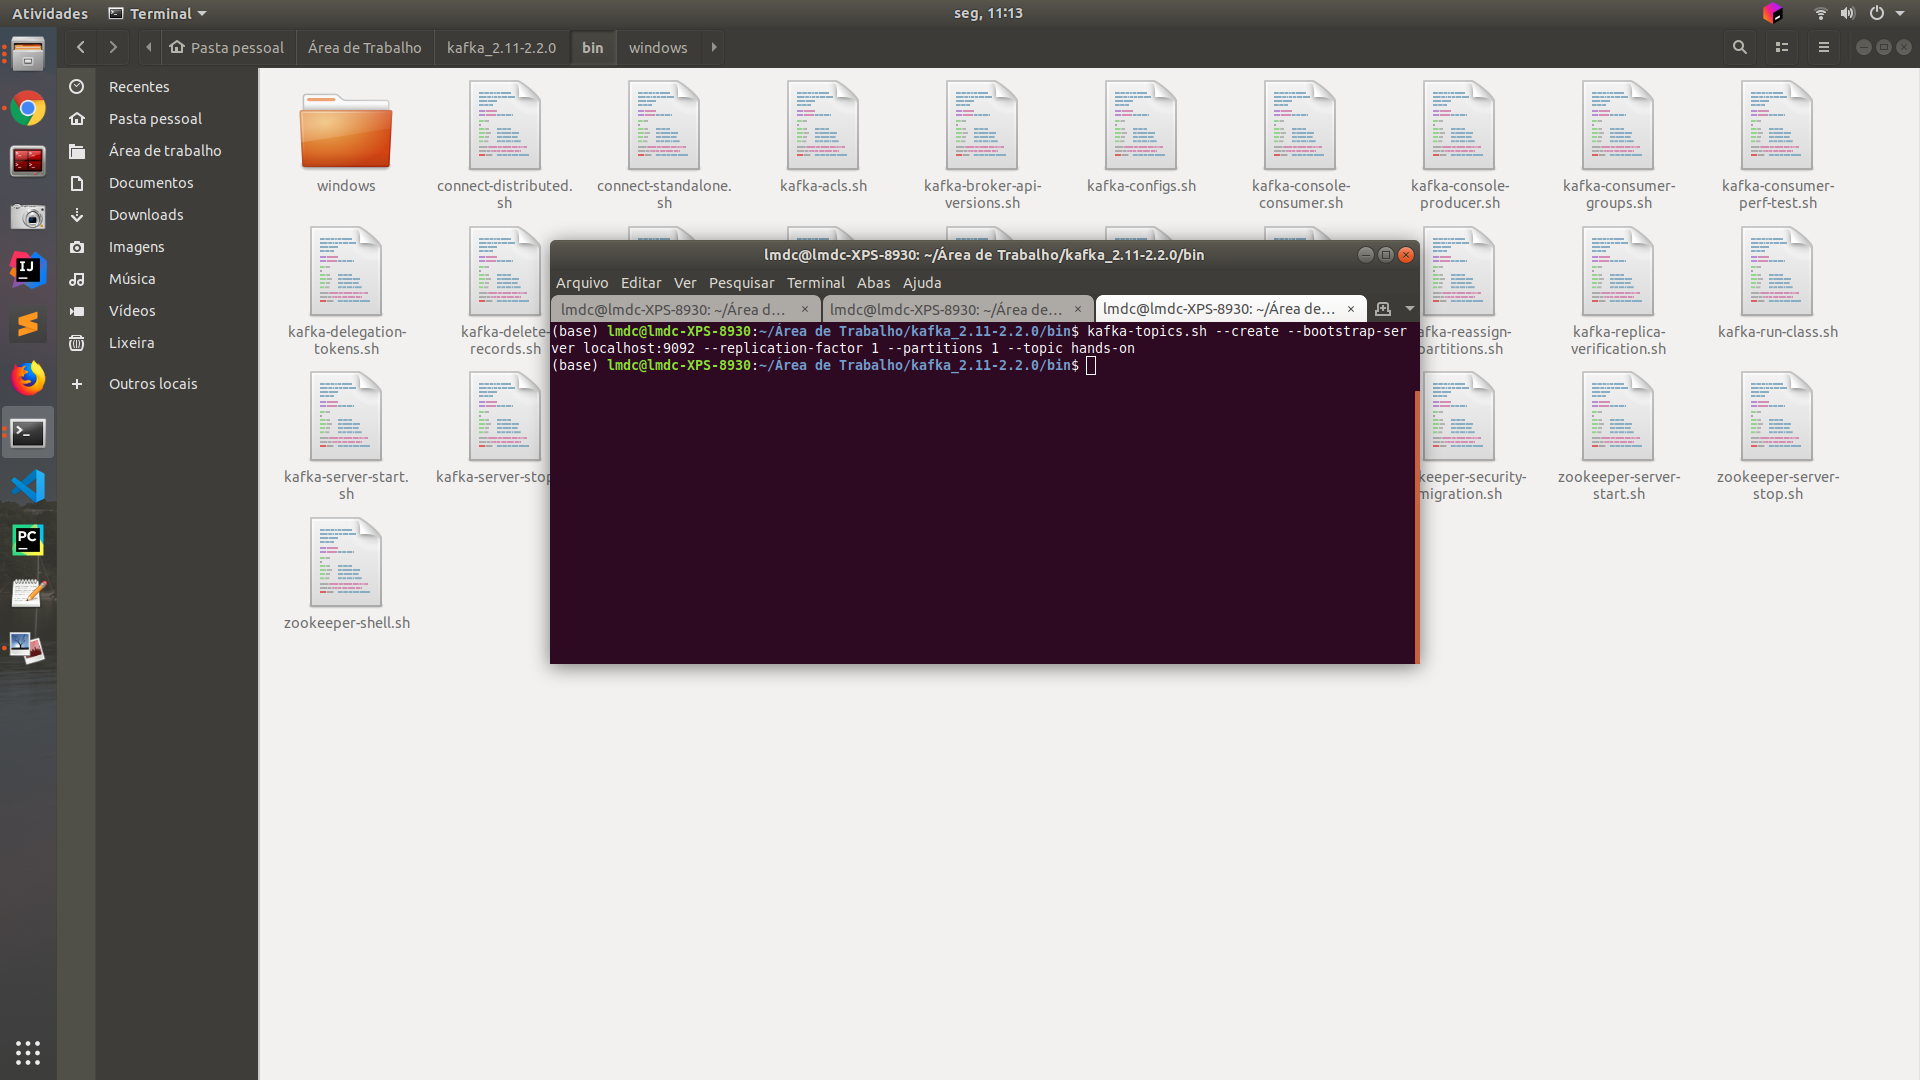 Atividades
Terminal
seg, 11:13
Pasta pessoal
Área de Trabalho
kafka_2.11-2.2.0
bin
windows
Recentes
Pasta pessoal
Área de trabalho
Documentos
Downloads
Imagens
Música
Vídeos
Lixeira
Outros locais
windows
connect-distributed.
sh
connect-standalone.
sh
kafka-acls.sh
kafka-broker-api-
versions.sh
kafka-configs.sh
kafka-console-
consumer.sh
kafka-console-
producer.sh
kafka-consumer-
groups.sh
kafka-consumer-
perf-test.sh
kafka-delegation-
tokens.sh
kafka-delete-
records.sh
afka-reassign-
partitions.sh
kafka-replica-
verification.sh
kafka-run-class.sh
kafka-server-start.
sh
kafka-server-stop
keeper-security-
migration.sh
zookeeper-server-
start.sh
zookeeper-server-
stop.sh
zookeeper-shell.sh
lmdc@lmdc-XPS-8930: ~/Área de Trabalho/kafka_2.11-2.2.0/bin
Arquivo Editar Ver Pesquisar Terminal Abas Ajuda
lmdc@lmdc-XPS-8930: ~/Área d...
lmdc@lmdc-XPS-8930: ~/Área de...
lmdc@lmdc-XPS-8930: ~/Área de...
(base) lmdc@lmdc-XPS-8930:~/Área de Trabalho/kafka_2.11-2.2.0/bin$ kafka-topics.sh --create --bootstrap-ser
ver localhost:9092 --replication-factor 1 --partitions 1 --topic hands-on
(base) lmdc@lmdc-XPS-8930:~/Área de Trabalho/kafka_2.11-2.2.0/bin$
IJ
PC